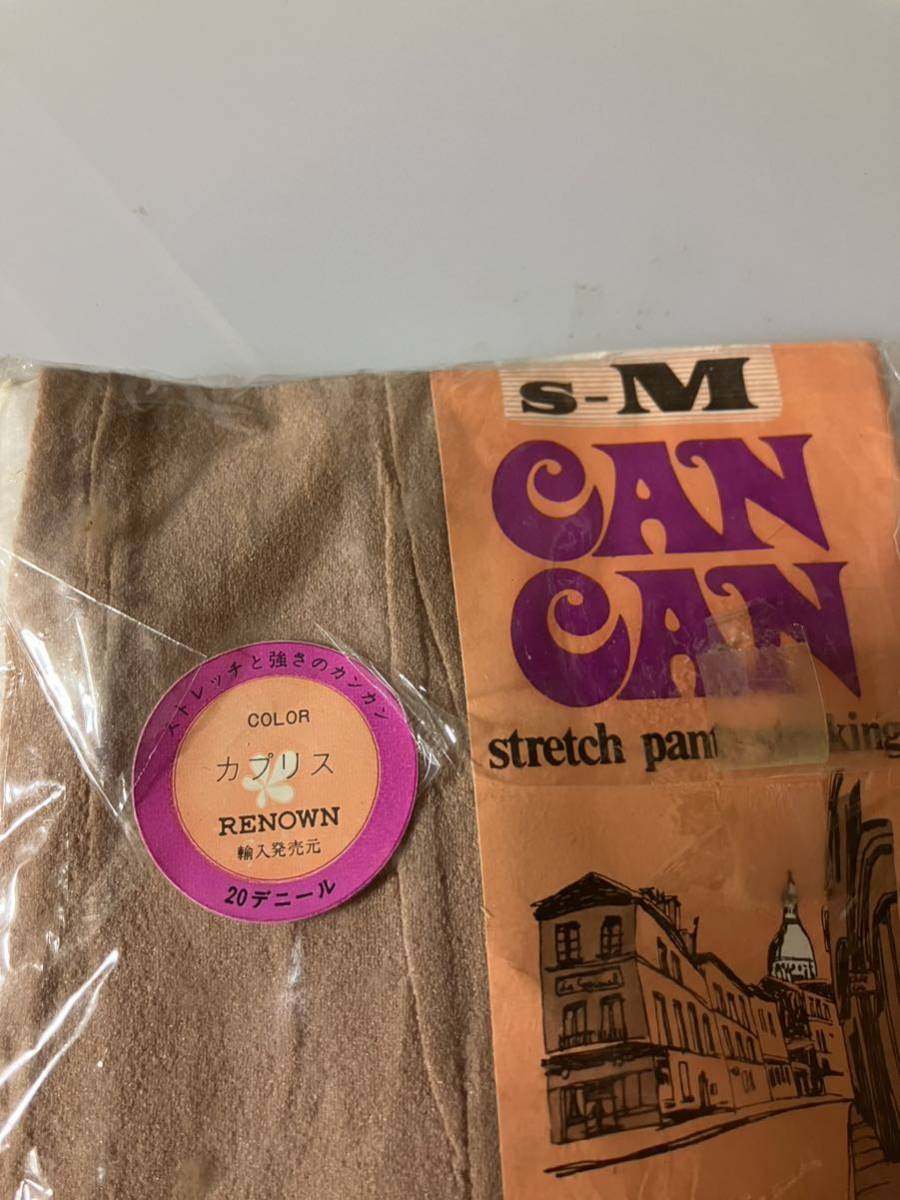 S-M
CAN
CAN
stretch
ストレッチと強さのカンカン
COLOR
カプリス
RENOWN
輸入発売元
20デニール